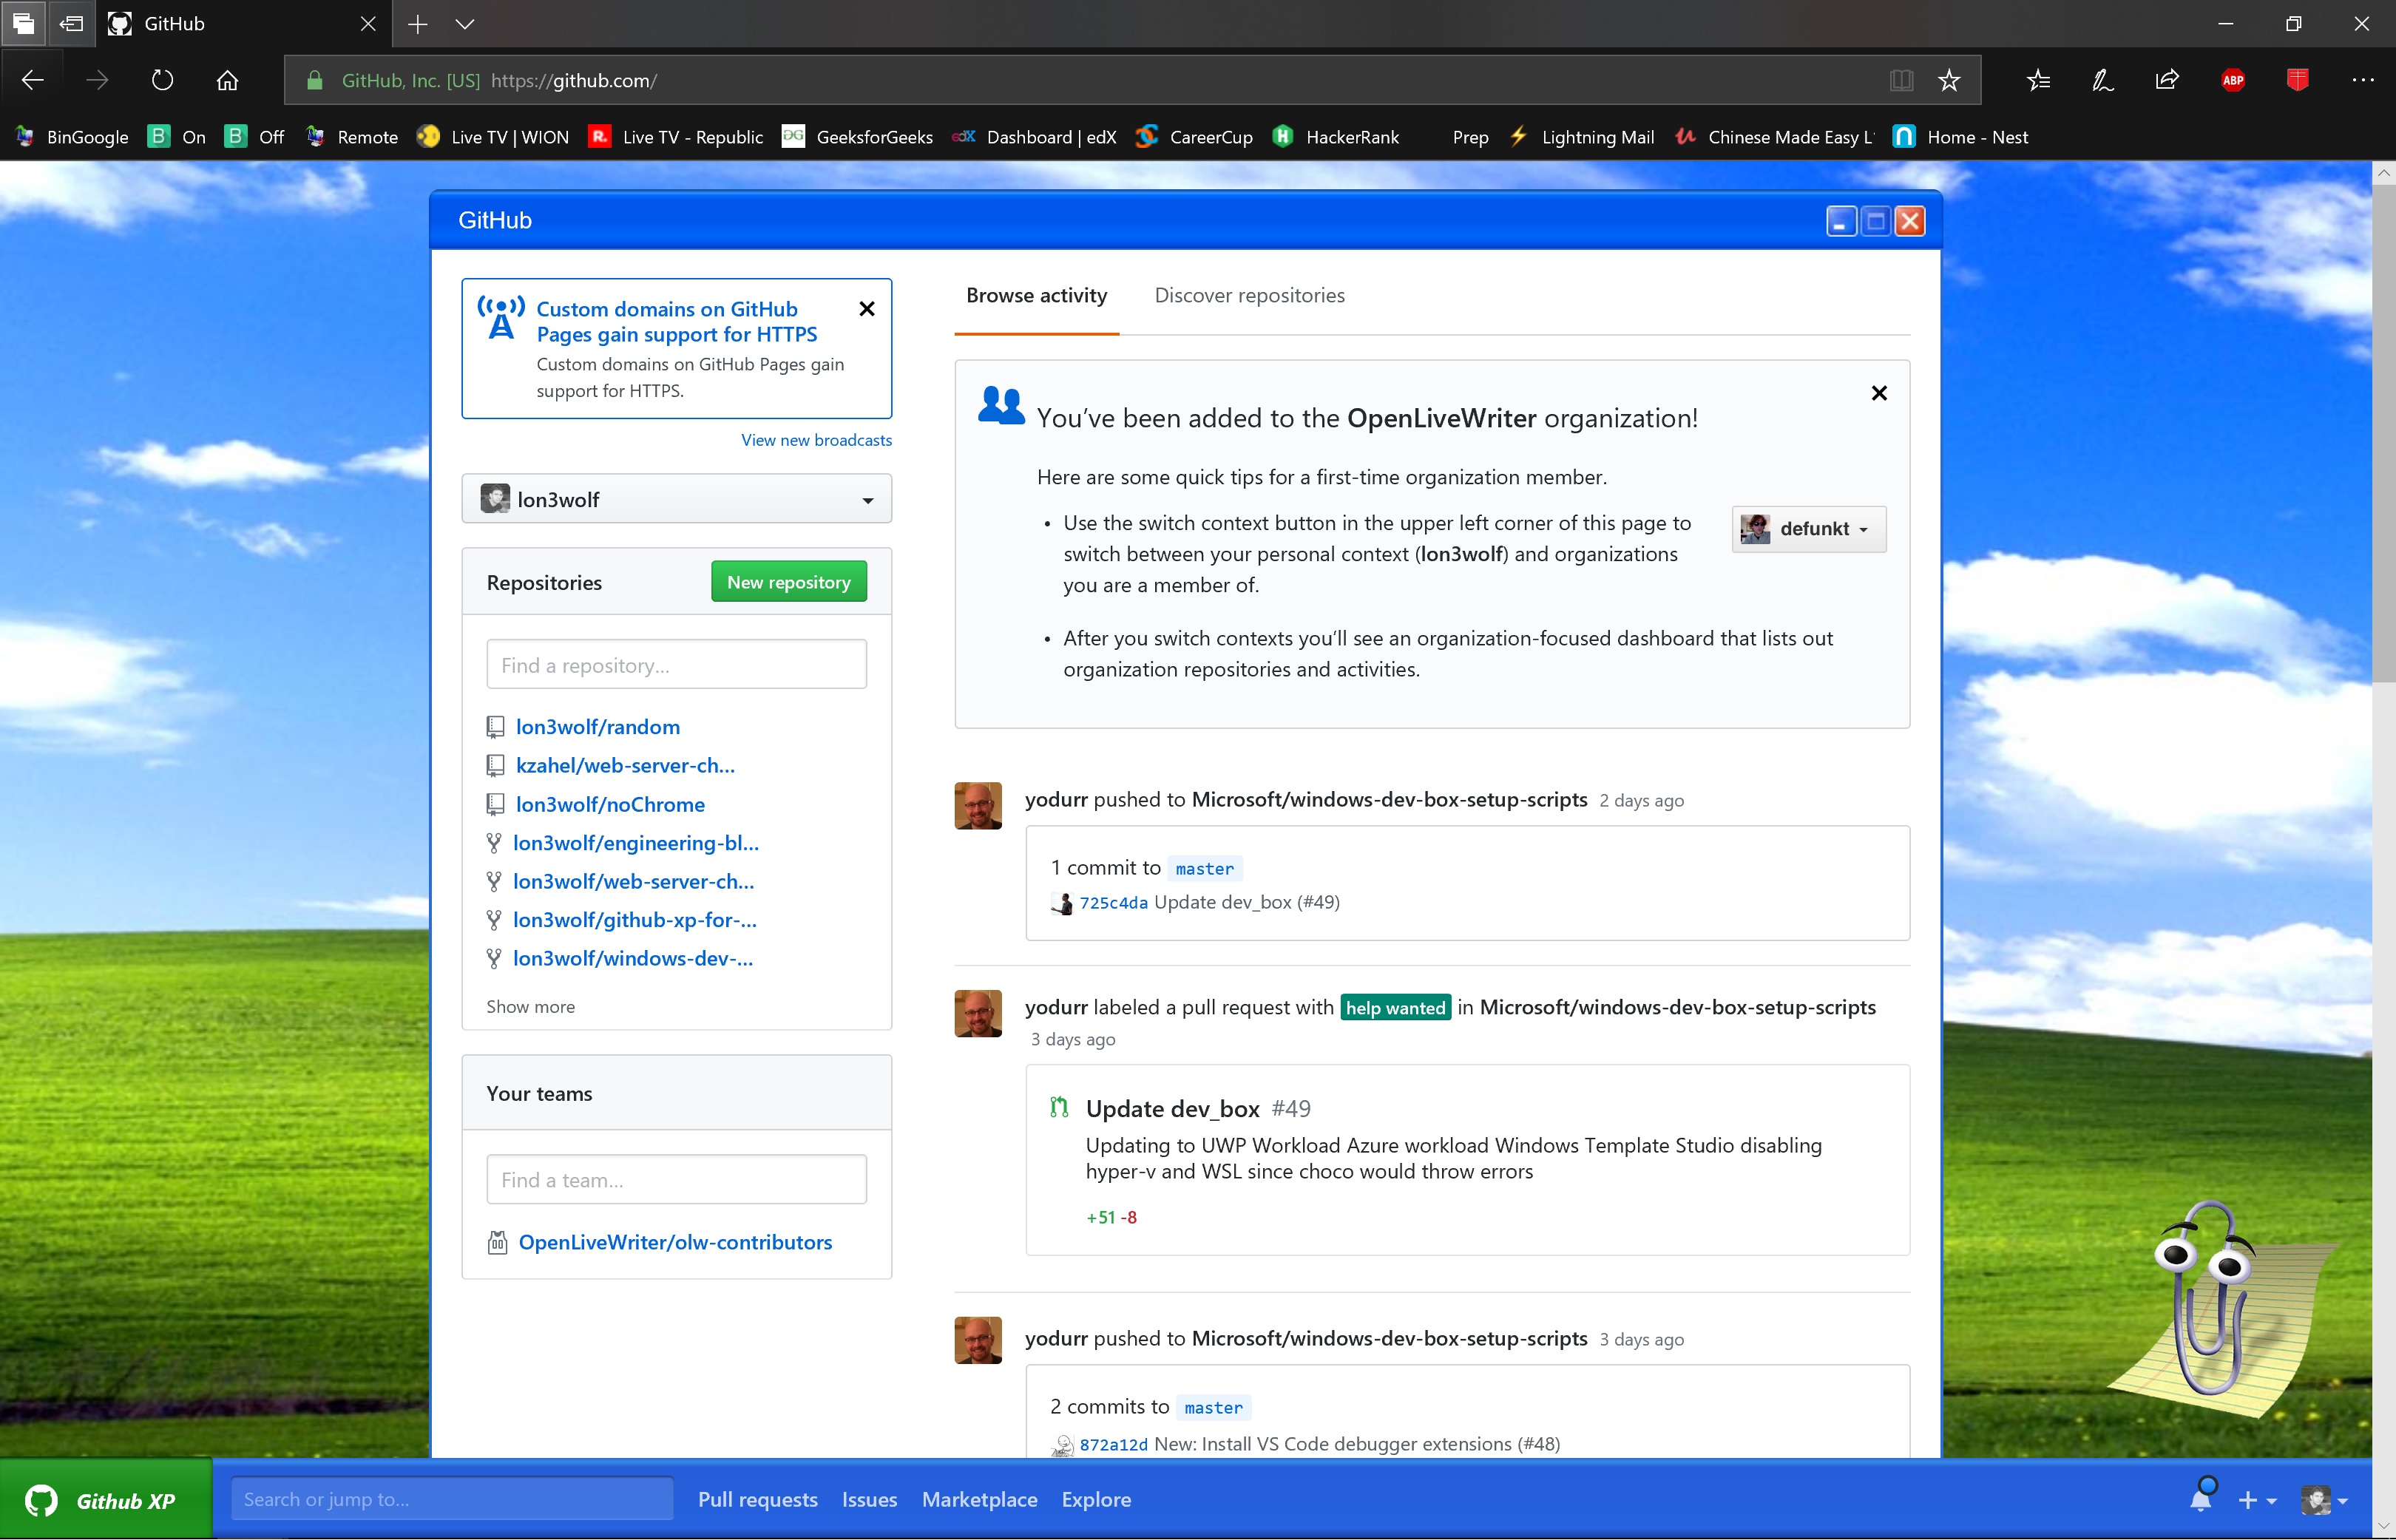 GitHub
GitHub, Inc. [US] https://github.com/
ABP
BinGoogle
B On
B Off
Remote
Live TV | WION
R. Live TV - Republic
GeeksforGeeks
edX Dashboard | edX
CareerCup
H HackerRank
Prep
Lightning Mail
Chinese Made Easy L
Home - Nest
GitHub
Custom domains on GitHub
Pages gain support for HTTPS
Custom domains on GitHub Pages gain
support for HTTPS.
View new broadcasts
lon3wolf
Repositories
New repository
Find a repository...
lon3wolf/random
kzahel/web-server-ch...
lon3wolf/noChrome
lon3wolf/engineering-bl...
lon3wolf/web-server-ch...
lon3wolf/github-xp-for-...
lon3wolf/windows-dev-...
Show more
Your teams
Find a team...
OpenLiveWriter/olw-contributors
Browse activity
Discover repositories
You’ve been added to the OpenLiveWriter organization!
Here are some quick tips for a first-time organization member.
• Use the switch context button in the upper left corner of this page to
switch between your personal context (lon3wolf) and organizations
you are a member of.
defunkt
• After you switch contexts you’ll see an organization-focused dashboard that lists out
organization repositories and activities.
yodurr pushed to Microsoft/windows-dev-box-setup-scripts 2 days ago
1 commit to master
725c4da Update dev_box (#49)
yodurr labeled a pull request with help wanted in Microsoft/windows-dev-box-setup-scripts
3 days ago
Update dev_box #49
Updating to UWP Workload Azure workload Windows Template Studio disabling
hyper-v and WSL since choco would throw errors
+51 -8
yodurr pushed to Microsoft/windows-dev-box-setup-scripts 3 days ago
2 commits to master
872a12d New: Install VS Code debugger extensions (#48)
Github XP
Search or jump to...
Pull requests
Issues
Marketplace
Explore